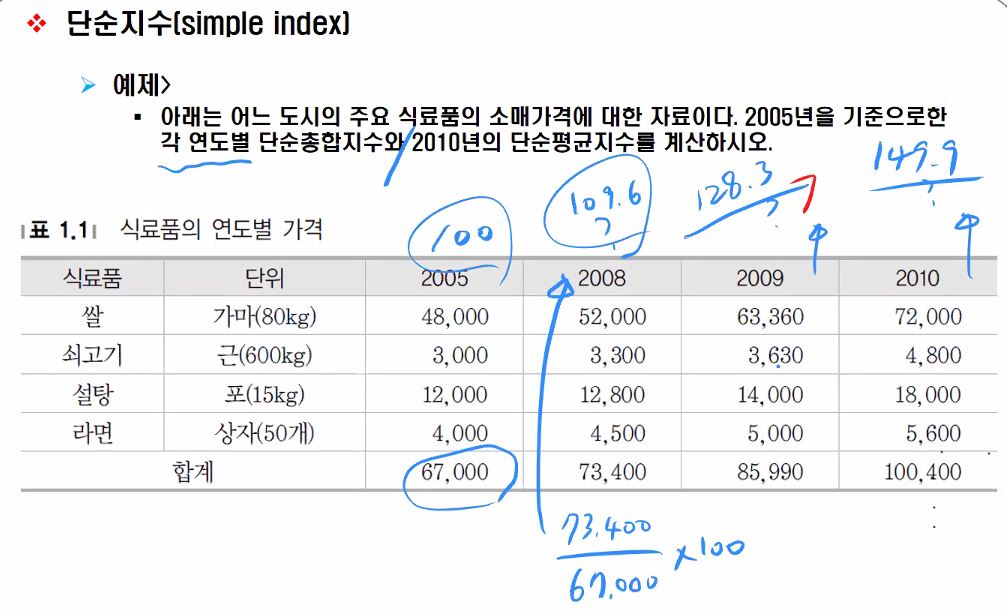 ❖ 단순지수(simple index)
➢ 예제>
▪ 아래는 어느 도시의 주요 식료품의 소매가격에 대한 자료이다. 2005년을 기준으로한
각 연도별 단순총합지수와 2010년의 단순평균지수를 계산하시오.
100 109.6 128.3 149.9
? ? ?
표 1.1 식료품의 연도별 가격
식료품 단위 2005 2008 2009 2010
쌀 가마(80kg) 48,000 52,000 63,360 72,000
쇠고기 근(600kg) 3,000 3,300 3,630 4,800
설탕 포(15kg) 12,000 12,800 14,000 18,000
라면 상자(50개) 4,000 4,500 5,000 5,600
합계 67,000 73,400 85,990 100,400
73.400
67.000 ×100